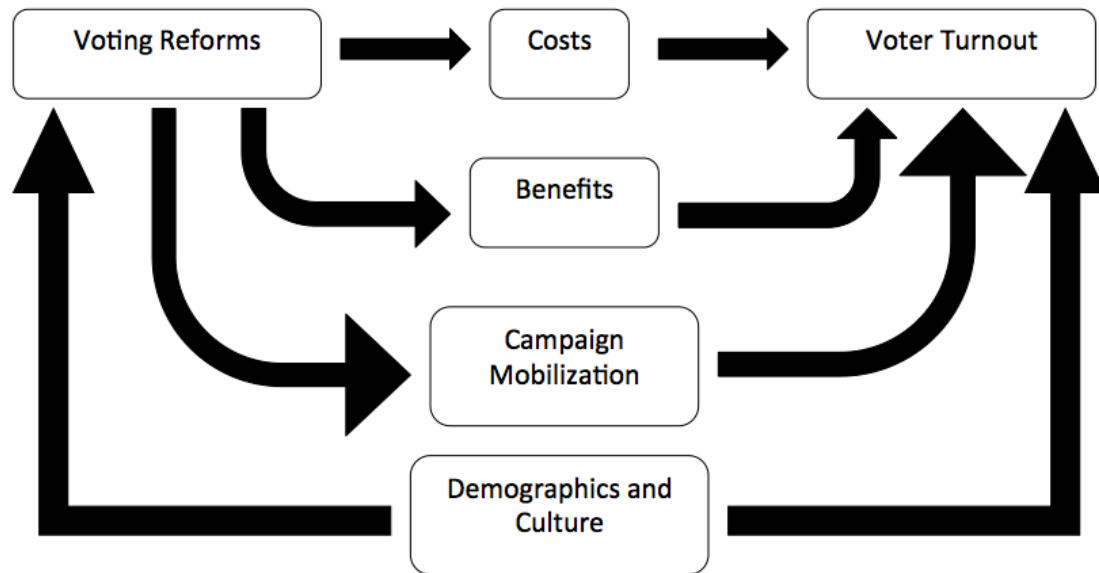 Voting Reforms
Costs
Voter Turnout
Benefits
Campaign
Mobilization
Demographics and
Culture